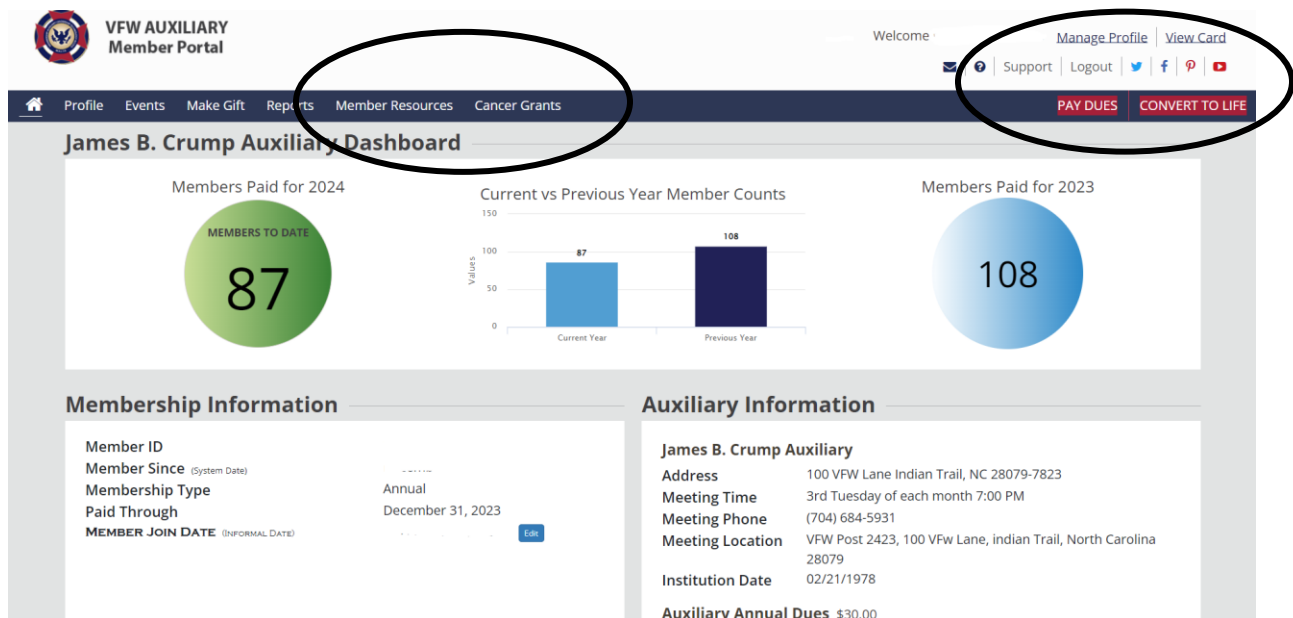 VFW AUXILIARY
Member Portal
Welcome
Manage Profile View Card
Support Logout
Profile Events Make Gift Reports Member Resources Cancer Grants PAY DUES CONVERT TO LIFE
James B. Crump Auxiliary Dashboard
Members Paid for 2024
MEMBERS TO DATE
87
Current vs Previous Year Member Counts
150
100
50
0
Values
87
108
Current Year Previous Year
Members Paid for 2023
108
Membership Information
Member ID
Member Since (System Date)
Membership Type Annual
Paid Through December 31, 2023
MEMBER JOIN DATE (INFORMAL DATE) Edit
Auxiliary Information
James B. Crump Auxiliary
Address 100 VFW Lane Indian Trail, NC 28079-7823
Meeting Time 3rd Tuesday of each month 7:00 PM
Meeting Phone (704) 684-5931
Meeting Location VFW Post 2423, 100 VFw Lane, indian Trail, North Carolina
28079
Institution Date 02/21/1978
Auxiliary Annual Dues $30.00